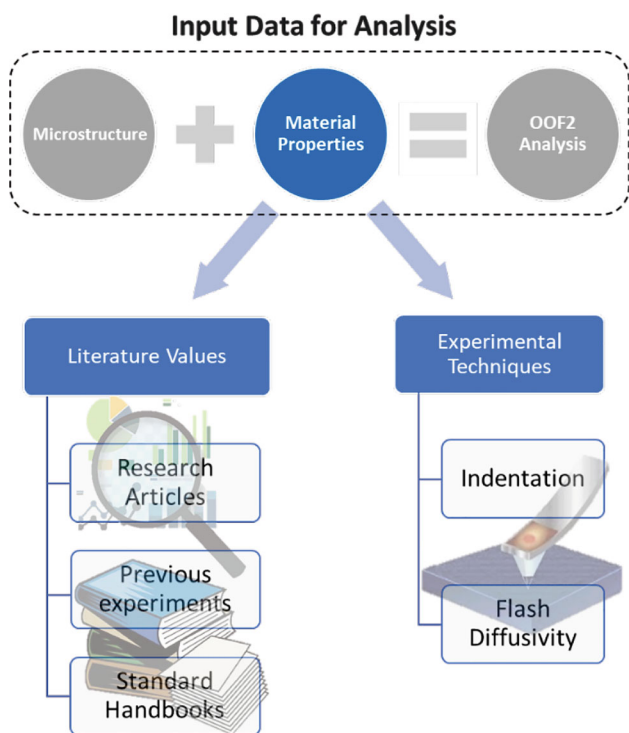 Input Data for Analysis
Microstructure
Material
Properties
OOF2
Analysis
Literature Values
Research
Articles
Previous
experiments
Standard
Handbooks
Experimental
Techniques
Indentation
Flash
Diffusivity